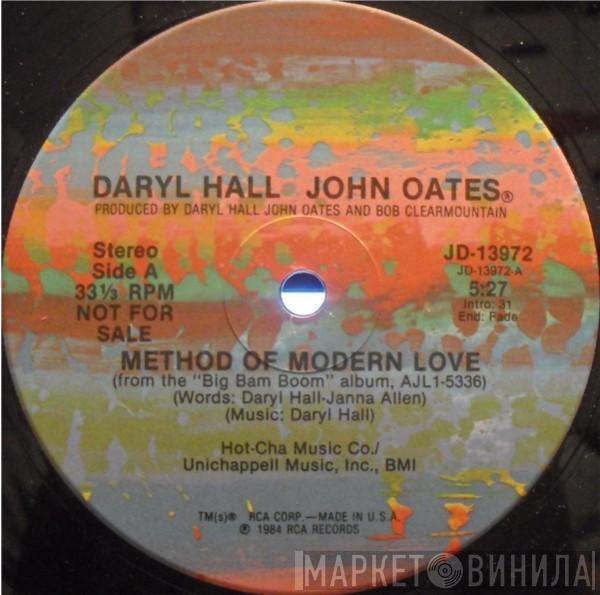 DARYL HALL JOHN OATES®
PRODUCED BY DARYL HALL JOHN OATES AND BOB CLEARMOUNTAIN
Stereo
Side A
33⅓ RPM
NOT FOR
SALE
JD-13972
JD-13972-A
5:27
Intro: 31
End: Fade
METHOD OF MODERN LOVE
(from the "Big Bam Boom" album, AJL1-5336)
(Words: Daryl Hall-Janna Allen)
(Music: Daryl Hall)
Hot-Cha Music Co./
Unichappell Music, Inc., BMI
TM(s)® RCA CORP.—MADE IN U.S.A.
℗ 1984 RCA RECORDS
МАРКЕТ ВИНИЛА